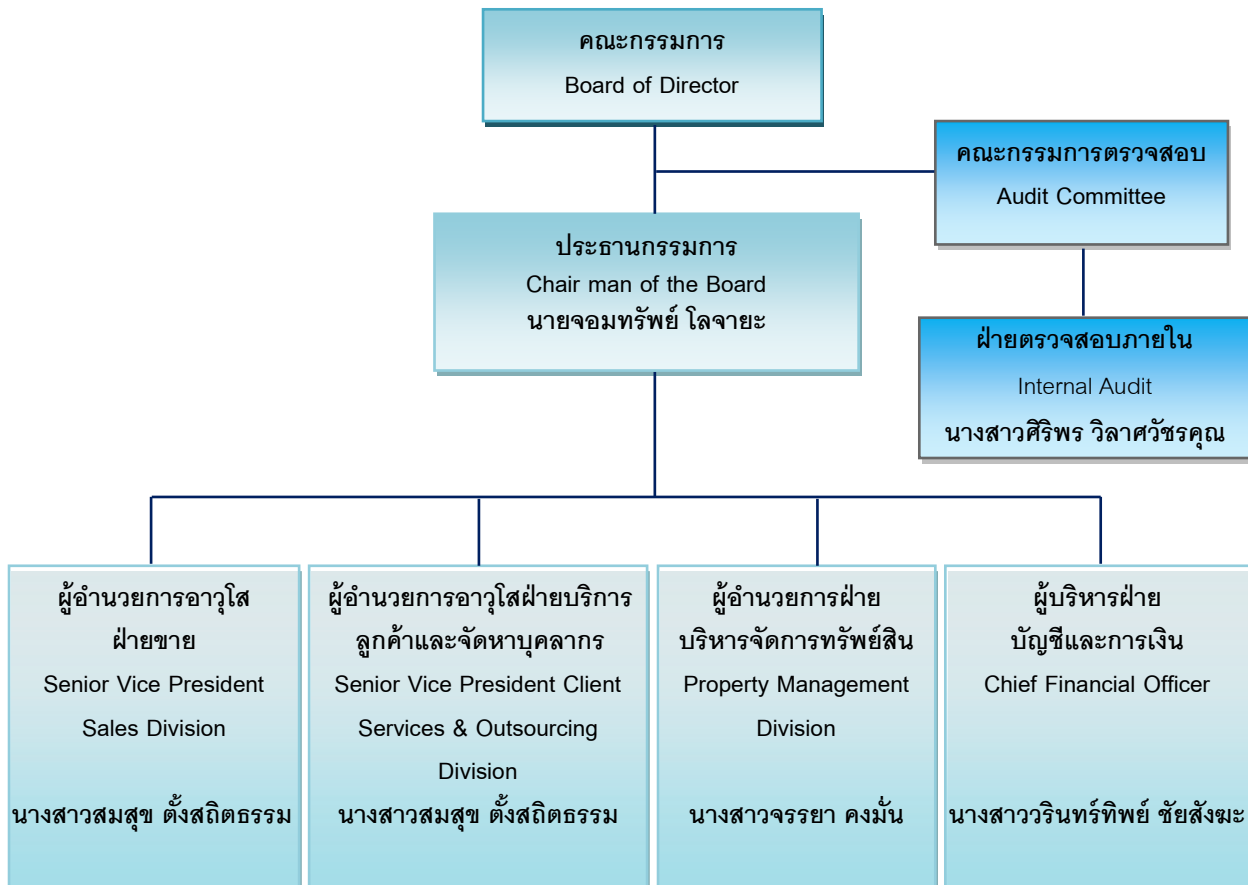 คณะกรรมการ
Board of Director
คณะกรรมการตรวจสอบ
Audit Committee
ประธานกรรมการ
Chair man of the Board
นายจอมทรัพย์ โลจายะ
ฝ่ายตรวจสอบภายใน
Internal Audit
นางสาวศิริพร วิลาศวัชรคุณ
ผู้อำนวยการอาวุโส
ฝ่ายขาย
Senior Vice President
Sales Division
นางสาวสมสุข ตั้งสถิตธรรม
ผู้อำนวยการอาวุโสฝ่ายบริการ
ลูกค้าและจัดหาบุคลากร
Senior Vice President Client
Services & Outsourcing
Division
นางสาวสมสุข ตั้งสถิตธรรม
ผู้อำนวยการฝ่าย
บริหารจัดการทรัพย์สิน
Property Management
Division
นางสาวจรรยา คงมั่น
ผู้บริหารฝ่าย
บัญชีและการเงิน
Chief Financial Officer
นางสาววรินทร์ทิพย์ ชัยสังฆะ